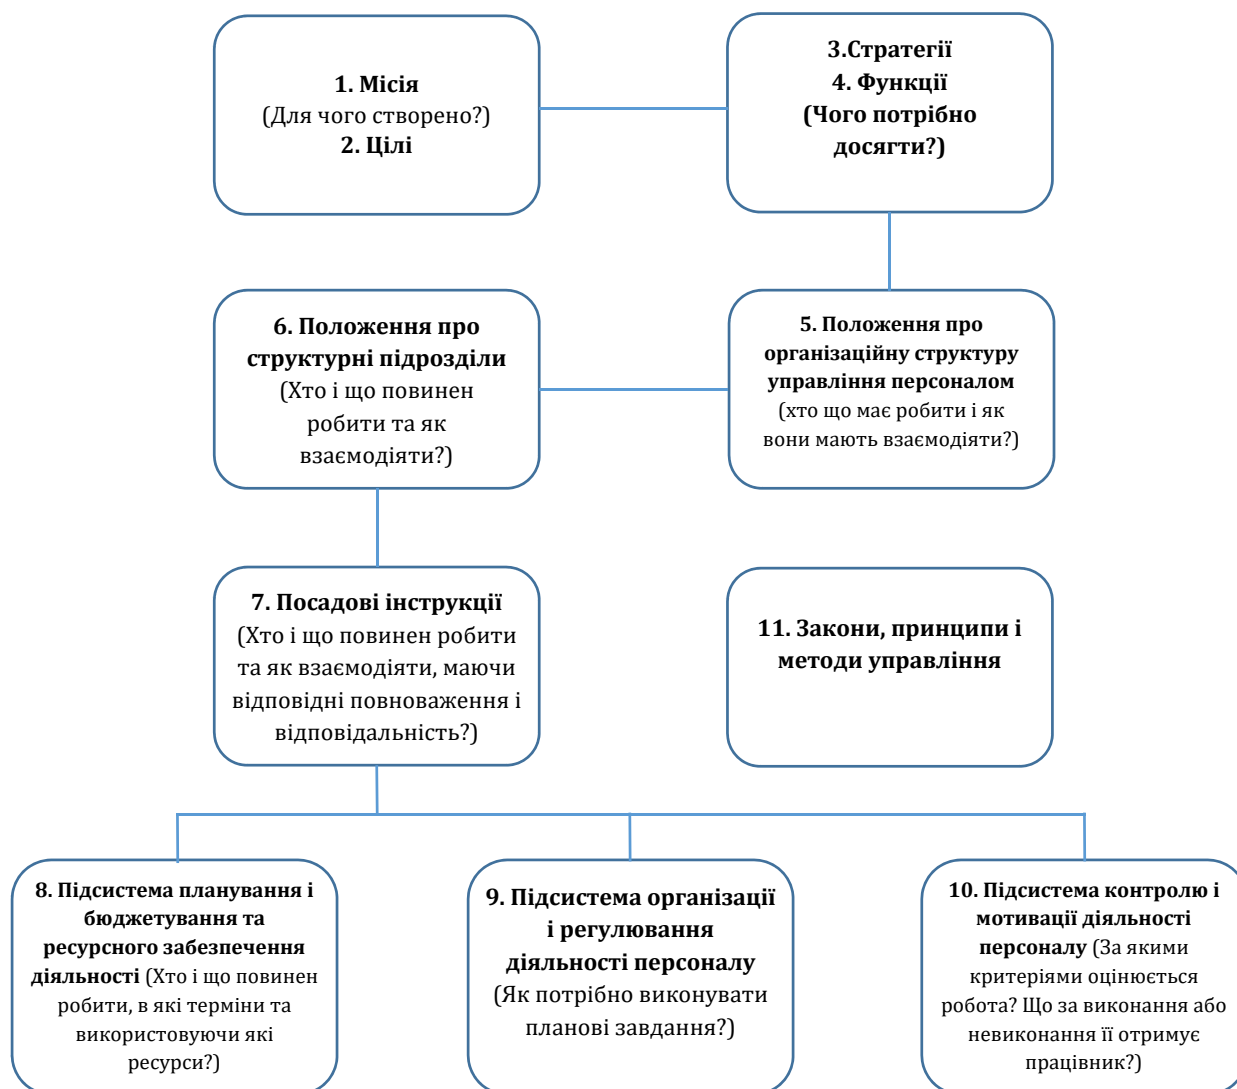 1. Місія
(Для чого створено?)
2. Цілі
3.Стратегії
4. Функції
(Чого потрібно
досягти?)
6. Положення про
структурні підрозділи
(Хто і що повинен
робити та як
взаємодіяти?)
5. Положення про
організаційну структуру
управління персоналом
(хто що має робити і як
вони мають взаємодіяти?)
7. Посадові інструкції
(Хто і що повинен робити
та як взаємодіяти, маючи
відповідні повноваження і
відповідальність?)
11. Закони, принципи і
методи управління
8. Підсистема планування і
бюджетування та
ресурсного забезпечення
діяльності (Хто і що повинен
робити, в які терміни та
використовуючи які
ресурси?)
9. Підсистема організації
і регулювання
діяльності персоналу
(Як потрібно виконувати
планові завдання?)
10. Підсистема контролю і
мотивації діяльності
персоналу (За якими
критеріями оцінюється
робота? Що за виконання або
невиконання її отримує
працівник?)